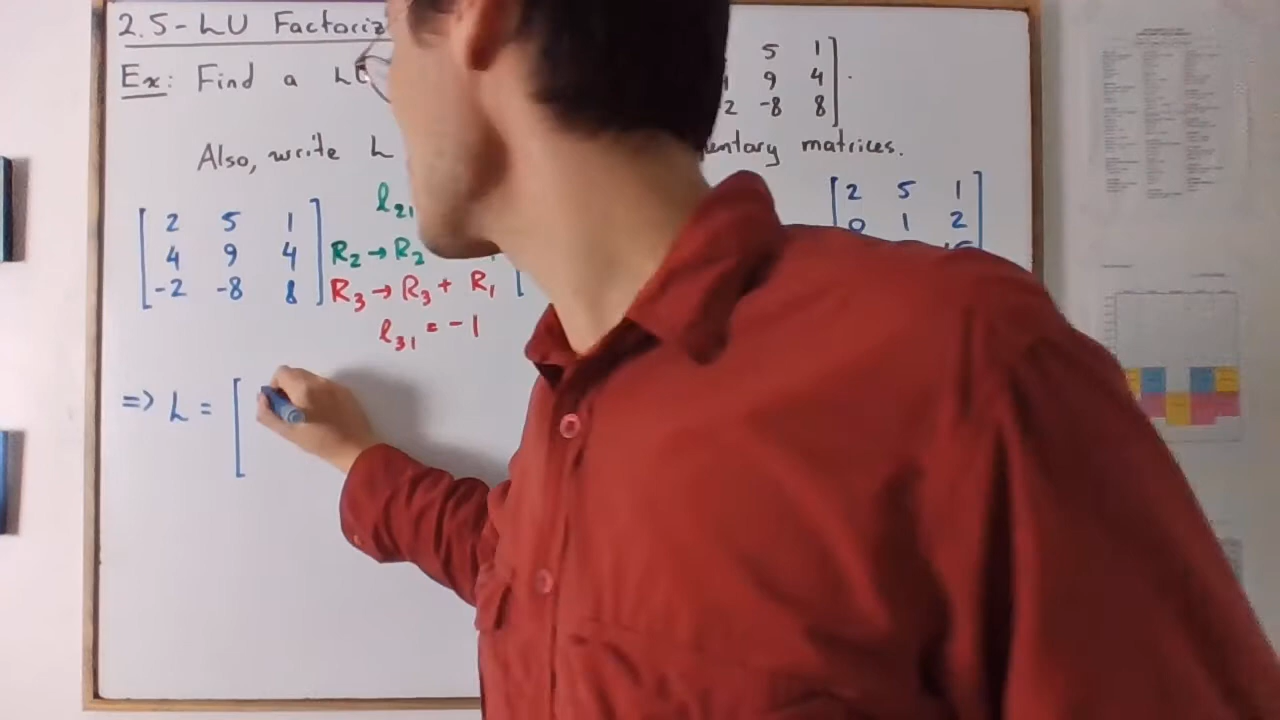 2.5 - LU Factoriz
Ex: Find a LU 5 1
9 4
2 -8 8
Also, write L entary matrices.
2 5 1 l21 2 5 1
4 9 4 R2 → R2 0 1 2
-2 -8 8 R3 → R3 + R1
l31 = -1
=> L = [